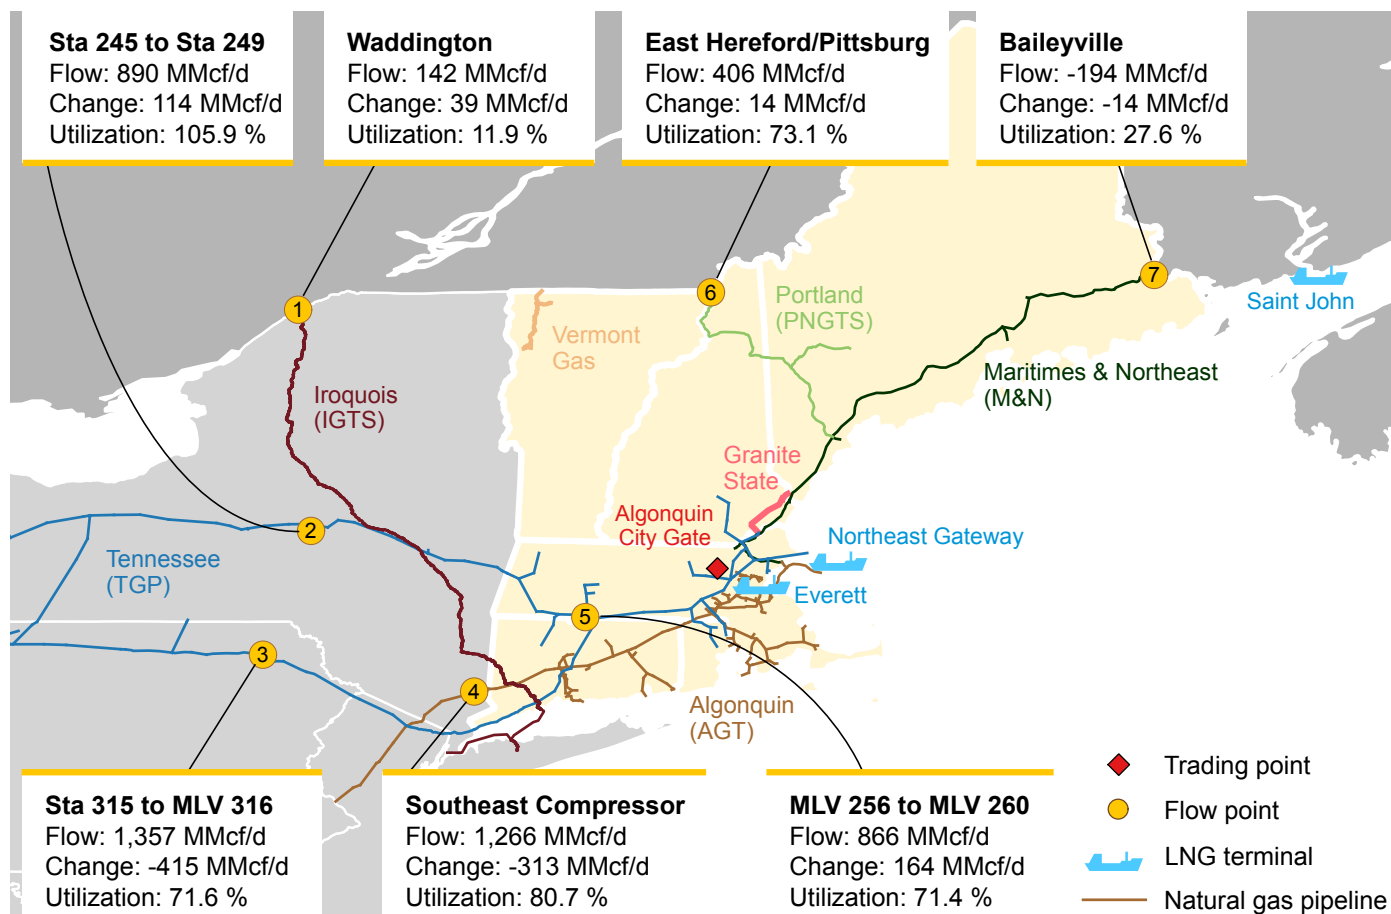 Sta 245 to Sta 249
Flow: 890 MMcf/d
Change: 114 MMcf/d
Utilization: 105.9 %
Waddington
Flow: 142 MMcf/d
Change: 39 MMcf/d
Utilization: 11.9 %
East Hereford/Pittsburg
Flow: 406 MMcf/d
Change: 14 MMcf/d
Utilization: 73.1 %
Baileyville
Flow: -194 MMcf/d
Change: -14 MMcf/d
Utilization: 27.6 %
1
6
7
Portland
(PNGTS)
Saint John
Vermont
Gas
Maritimes & Northeast
(M&N)
Iroquois
(IGTS)
Granite
State
Algonquin
City Gate
2
Northeast Gateway
Tennessee
(TGP)
Everett
5
3
4
Algonquin
(AGT)
Sta 315 to MLV 316
Flow: 1,357 MMcf/d
Change: -415 MMcf/d
Utilization: 71.6 %
Southeast Compressor
Flow: 1,266 MMcf/d
Change: -313 MMcf/d
Utilization: 80.7 %
MLV 256 to MLV 260
Flow: 866 MMcf/d
Change: 164 MMcf/d
Utilization: 71.4 %
Trading point
Flow point
LNG terminal
Natural gas pipeline